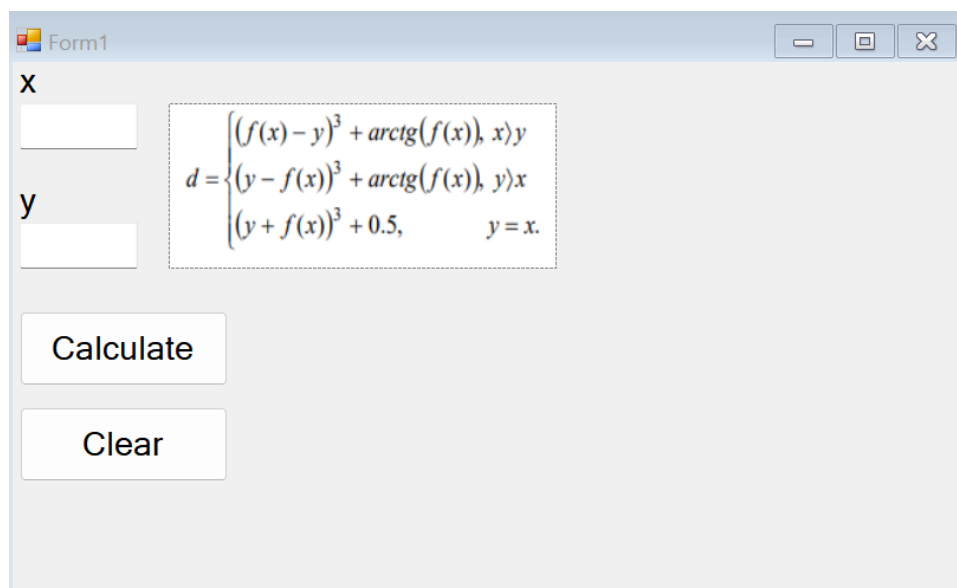 Form1
x
(f(x) – y)³ + arctg(f(x)), x⟩y
d = { (y – f(x))³ + arctg(f(x)), y⟩x
(y + f(x))³ + 0.5, y = x.
y
Calculate
Clear